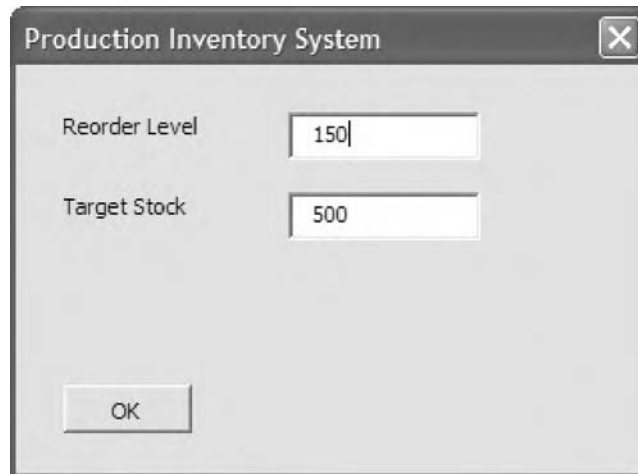 Production Inventory System
Reorder Level 150
Target Stock 500
OK